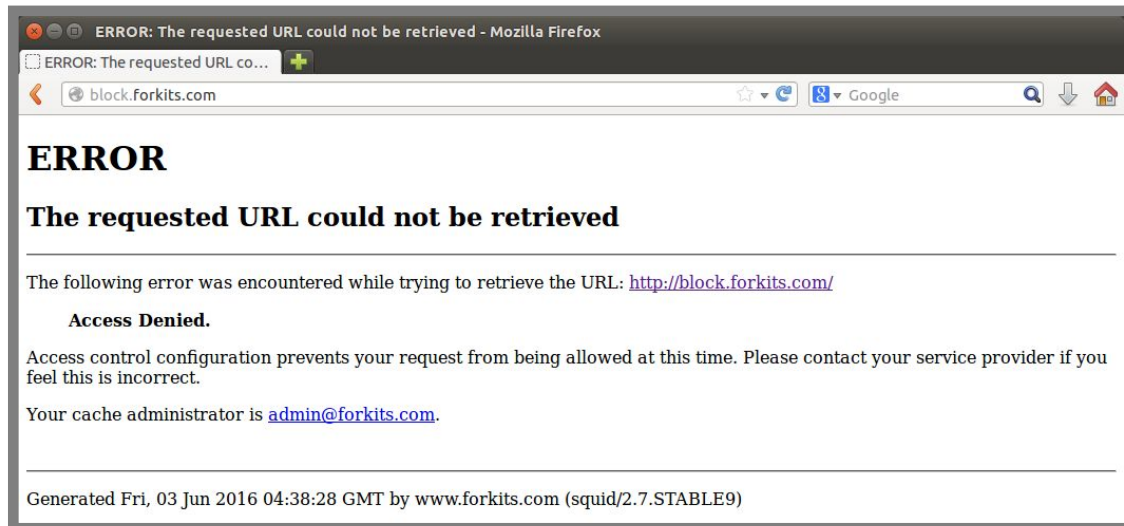 ERROR: The requested URL could not be retrieved - Mozilla Firefox
ERROR: The requested URL co...
block.forkits.com
Google
ERROR
The requested URL could not be retrieved
The following error was encountered while trying to retrieve the URL: http://block.forkits.com/
Access Denied.
Access control configuration prevents your request from being allowed at this time. Please contact your service provider if you
feel this is incorrect.
Your cache administrator is admin@forkits.com.
Generated Fri, 03 Jun 2016 04:38:28 GMT by www.forkits.com (squid/2.7.STABLE9)